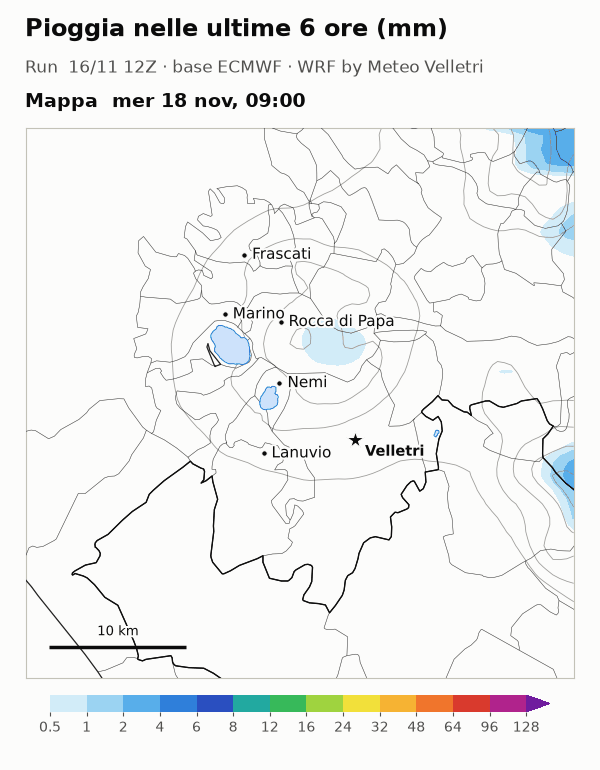 Pioggia nelle ultime 6 ore (mm)
Run  16/11 12Z · base ECMWF · WRF by Meteo Velletri
Mappa  mer 18 nov, 09:00
Frascati
Marino
Rocca di Papa
Nemi
Velletri
Lanuvio
10 km
0.5 1 2 4 6 8 12 16 24 32 48 64 96 128